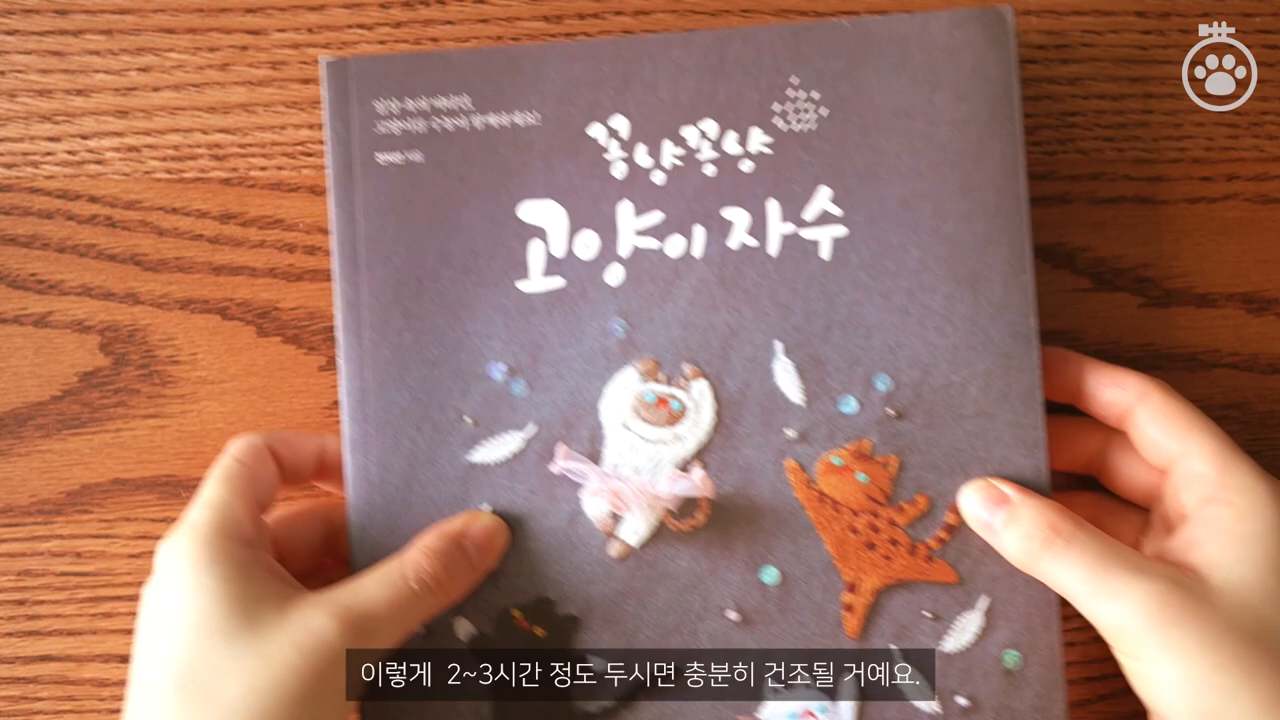 꽁냥꽁냥
고양이 자수
이렇게 2~3시간 정도 두시면 충분히 건조될 거예요.